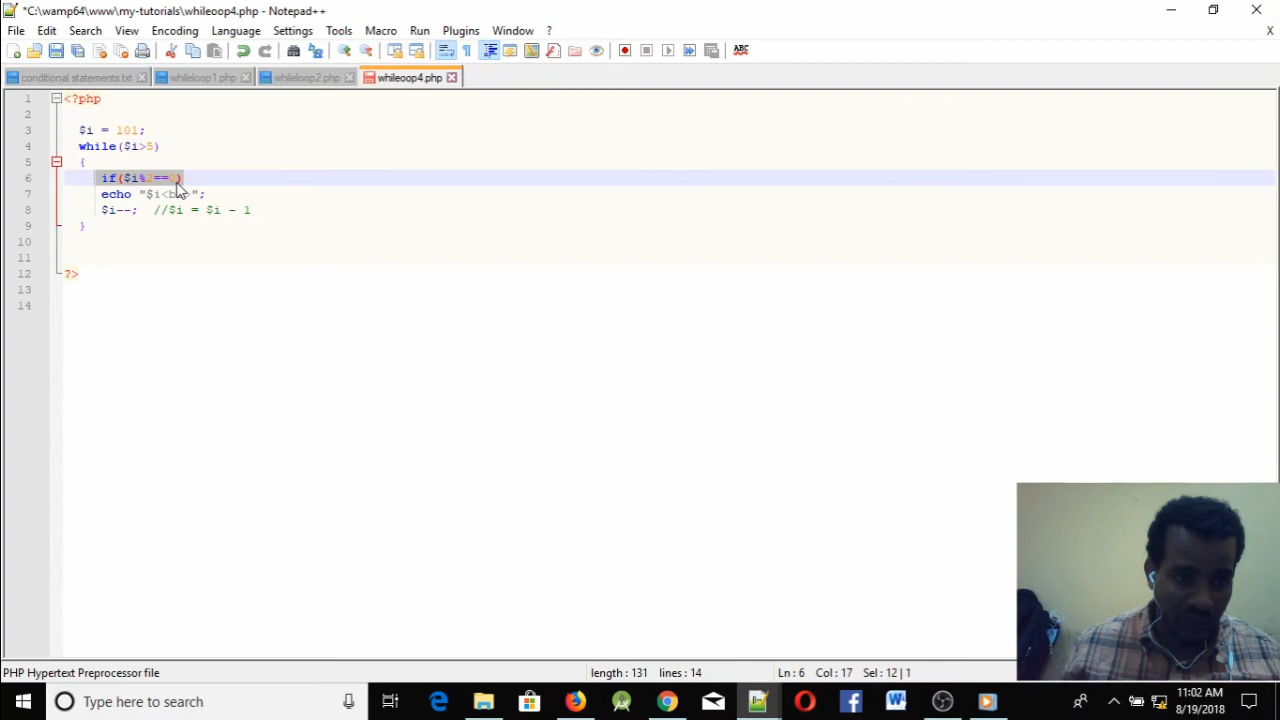 *C:\wamp64\www\my-tutorials\whileoop4.php - Notepad++
File Edit Search View Encoding Language Settings Tools Macro Run Plugins Window ? X
conditional statements.txt whileloop1.php whileloop2.php whileoop4.php
1 <?php
2
3 $i = 101;
4 while($i>5)
5 {
6 if($i%2==0)
7 echo "$i<b ";
8 $i--; //$i = $i - 1
9 }
10
11
12 ?>
13
14
PHP Hypertext Preprocessor file length : 131 lines : 14 Ln : 6 Col : 17 Sel : 12 | 1
Type here to search
11:02 AM
8/19/2018